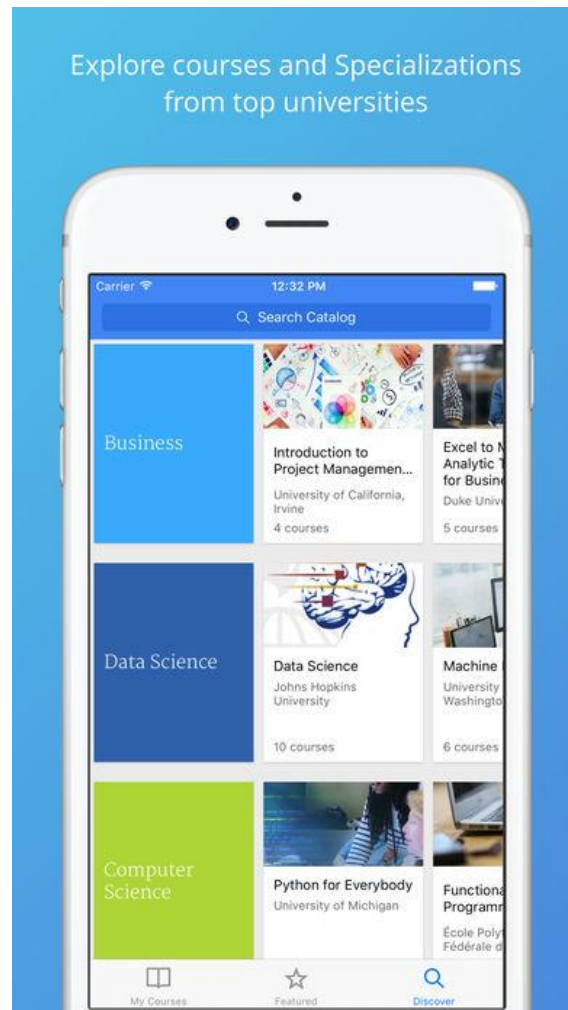 Explore courses and Specializations
from top universities
Carrier
12:32 PM
Search Catalog
Business
Introduction to
Project Managemen...
University of California,
Irvine
4 courses
Excel to
Analytic
for Busin
Duke Univ
5 courses
Data Science
Data Science
Johns Hopkins
University
10 courses
Machine
University
Washingto
6 courses
Computer
Science
Python for Everybody
University of Michigan
Functiona
Programm
École Poly
Fédérale d
My Courses
Featured
Discover